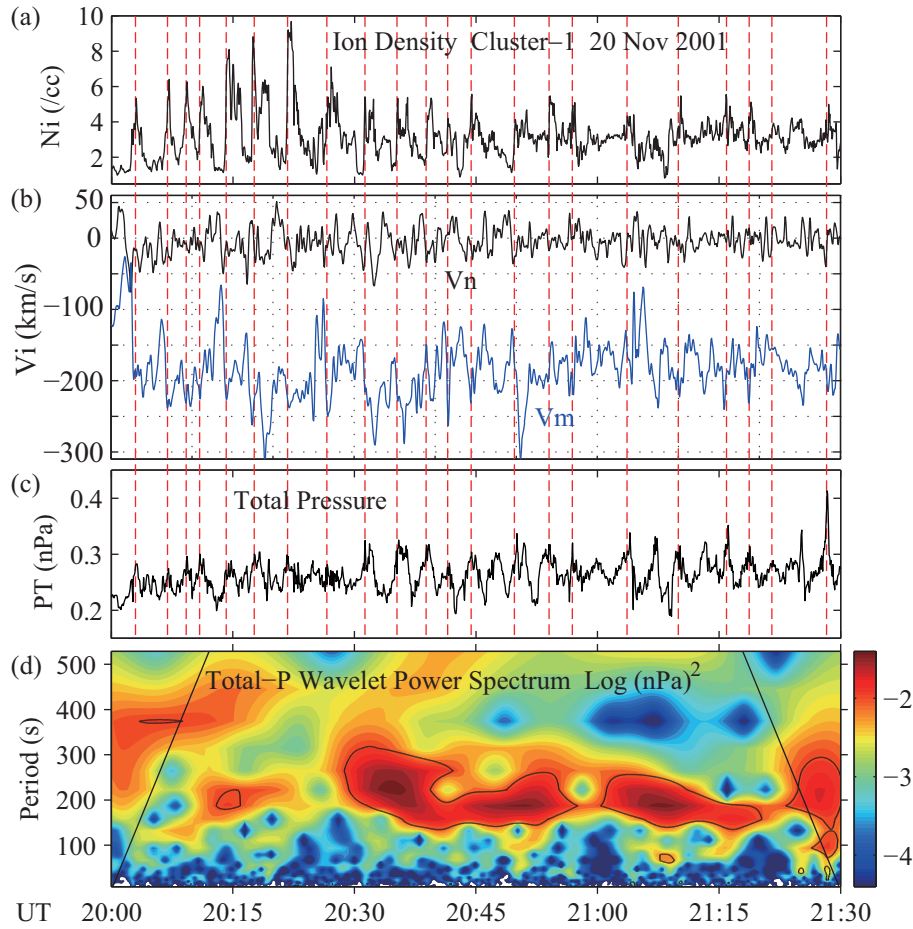 (a)
Ion Density Cluster−1 20 Nov 2001
10
8
6
4
2
Ni (/cc)
(b)
50
0
−100
−200
−300
Vi (km/s)
Vn
Vm
(c)
Total Pressure
0.4
0.3
0.2
PT (nPa)
(d)
Total−P Wavelet Power Spectrum Log (nPa)²
500
400
300
200
100
Period (s)
−2
−3
−4
UT 20:00 20:15 20:30 20:45 21:00 21:15 21:30